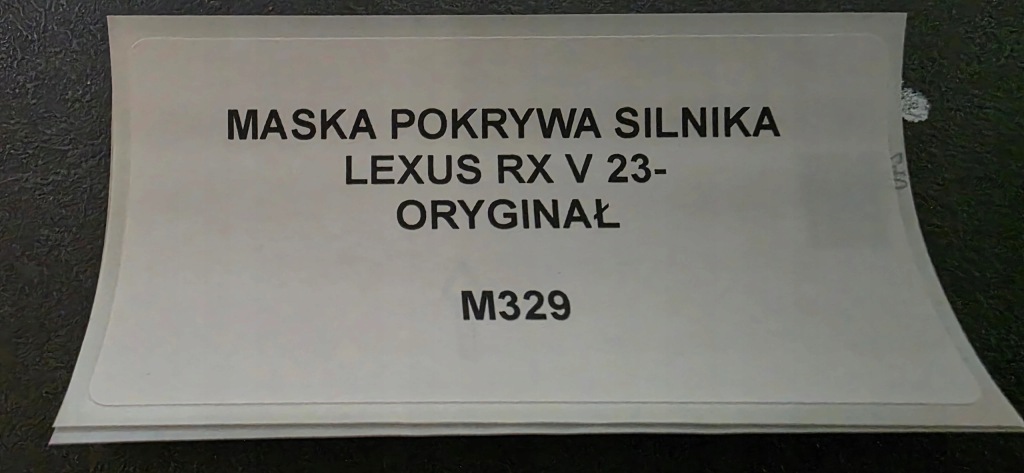 MASKA POKRYWA SILNIKA
LEXUS RX V 23-
ORYGINAŁ
M329